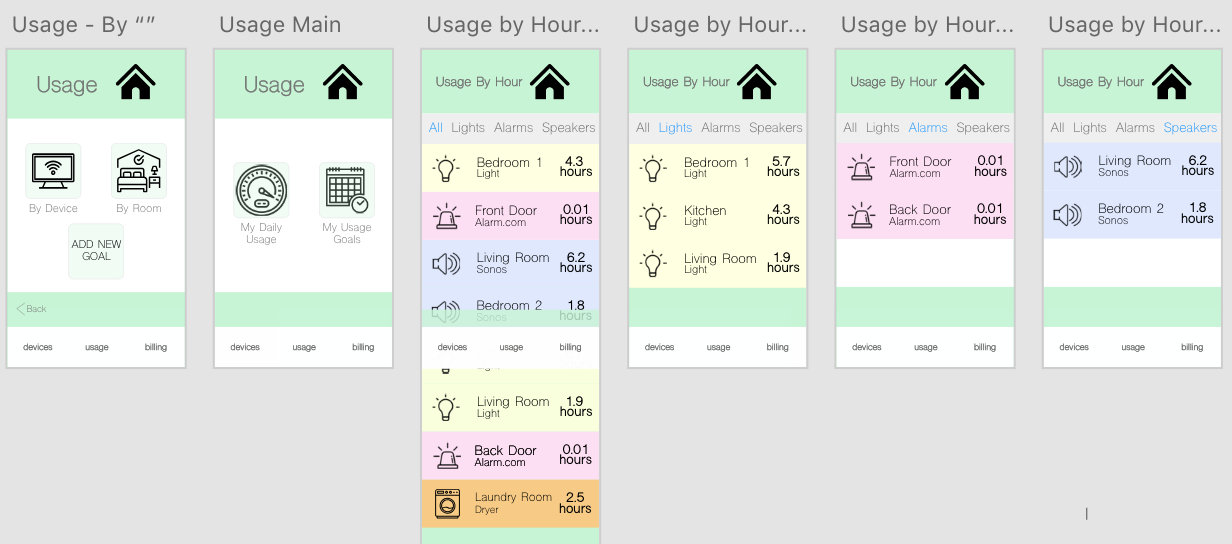 Usage - By “”
Usage
By Device
By Room
ADD NEW
GOAL
Back
devices usage billing
Usage Main
Usage
My Daily
Usage
My Usage
Goals
devices usage billing
Usage by Hour...
Usage By Hour
All Lights Alarms Speakers
Bedroom 1
Light
4.3
hours
Front Door
Alarm.com
0.01
hours
Living Room
Sonos
6.2
hours
Bedroom 2
Sonos
1.8
hours
devices usage billing
Light
Living Room
Light
1.9
hours
Back Door
Alarm.com
0.01
hours
Laundry Room
Dryer
2.5
hours
Usage by Hour...
Usage By Hour
All Lights Alarms Speakers
Bedroom 1
Light
5.7
hours
Kitchen
Light
4.3
hours
Living Room
Light
1.9
hours
devices usage billing
Usage by Hour...
Usage By Hour
All Lights Alarms Speakers
Front Door
Alarm.com
0.01
hours
Back Door
Alarm.com
0.01
hours
devices usage billing
Usage by Hour...
Usage By Hour
All Lights Alarms Speakers
Living Room
Sonos
6.2
hours
Bedroom 2
Sonos
1.8
hours
devices usage billing